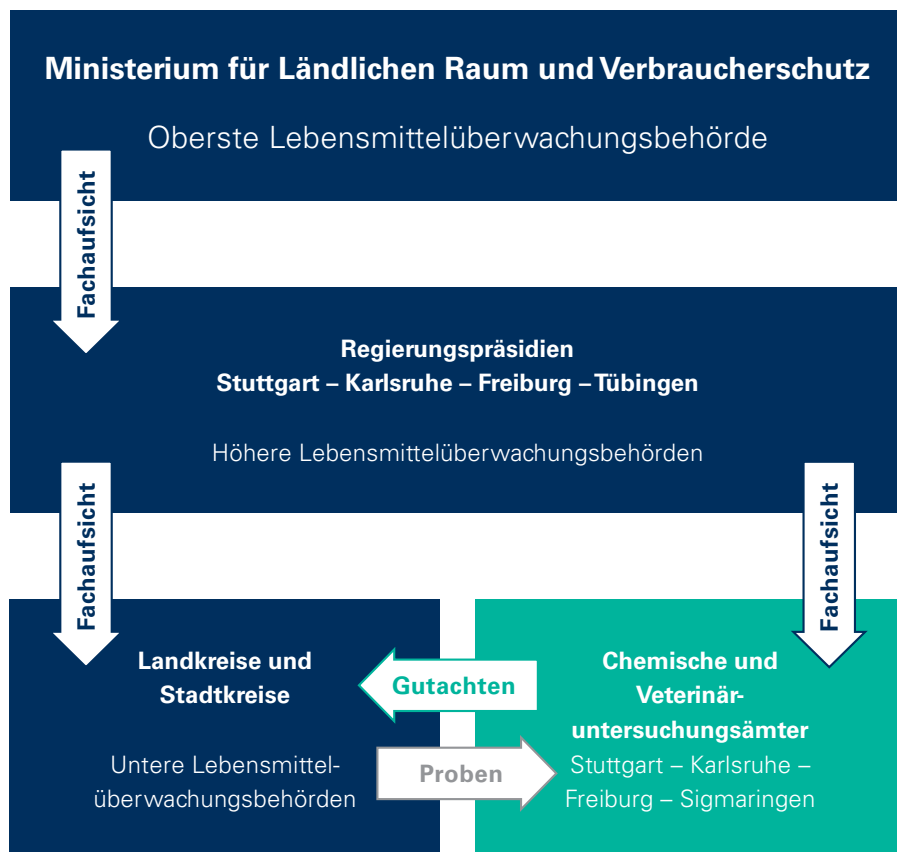 Ministerium für Ländlichen Raum und Verbraucherschutz
Oberste Lebensmittelüberwachungsbehörde
Fachaufsicht
Regierungspräsidien
Stuttgart – Karlsruhe – Freiburg – Tübingen
Höhere Lebensmittelüberwachungsbehörden
Fachaufsicht
Fachaufsicht
Landkreise und
Stadtkreise
Untere Lebensmittel-
überwachungsbehörden
Gutachten
Proben
Chemische und
Veterinär-
untersuchungsämter
Stuttgart – Karlsruhe –
Freiburg – Sigmaringen